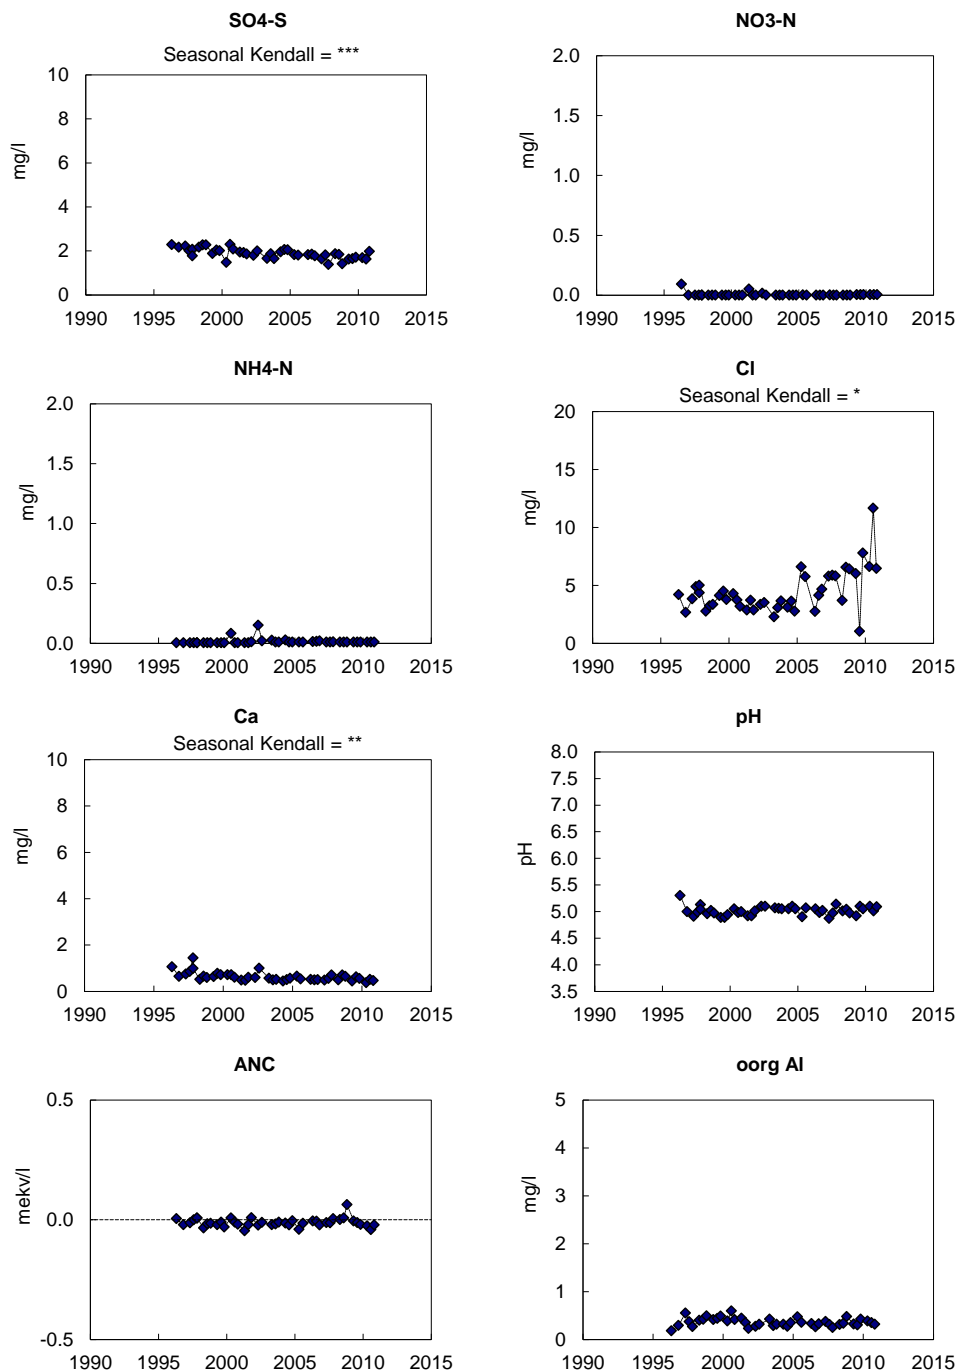 SO4-S
Seasonal Kendall = ***
10
8
6
4
2
0
mg/l
1990 1995 2000 2005 2010 2015
NO3-N
2.0
1.5
1.0
0.5
0.0
mg/l
1990 1995 2000 2005 2010 2015
NH4-N
2.0
1.5
1.0
0.5
0.0
mg/l
1990 1995 2000 2005 2010 2015
Cl
Seasonal Kendall = *
20
15
10
5
0
mg/l
1990 1995 2000 2005 2010 2015
Ca
Seasonal Kendall = **
10
8
6
4
2
0
mg/l
1990 1995 2000 2005 2010 2015
pH
8.0
7.5
7.0
6.5
6.0
5.5
5.0
4.5
4.0
3.5
pH
1990 1995 2000 2005 2010 2015
ANC
0.5
0.0
-0.5
mekv/l
1990 1995 2000 2005 2010 2015
oorg Al
5
4
3
2
1
0
mg/l
1990 1995 2000 2005 2010 2015